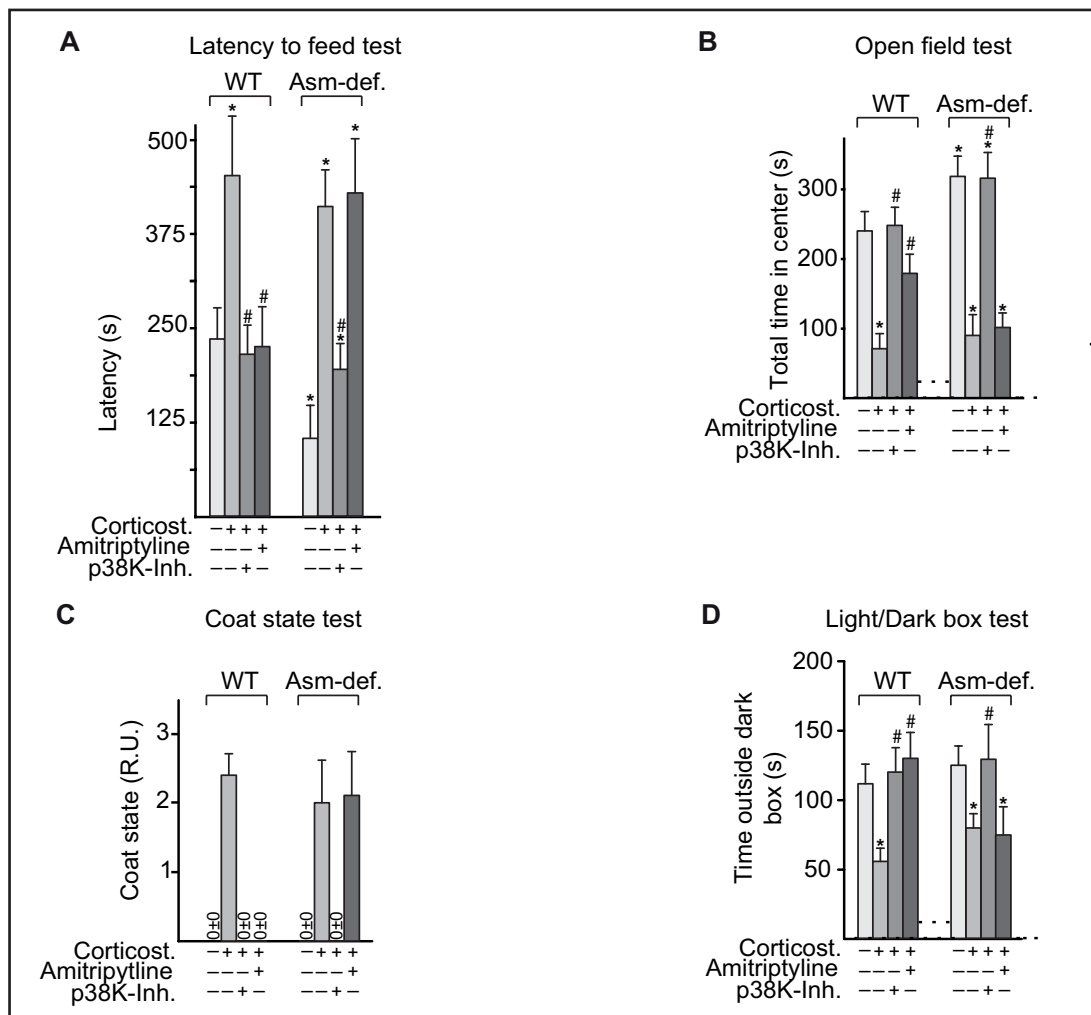 A
Latency to feed test
WT
Asm-def.
Latency (s)
500
375
250
125
*
#
#
*
*
#
*
*
Corticost. – + + + – + + +
Amitriptyline – – – + – – – +
p38K-Inh. – – + – – – + –
B
Open field test
WT
Asm-def.
Total time in center (s)
300
200
100
*
#
#
*
*
#
*
*
Corticost. – + + + – + + +
Amitriptyline – – – + – – – +
p38K-Inh. – – + – – – + –
C
Coat state test
WT
Asm-def.
Coat state (R.U.)
3
2
1
0±0
0±0
0±0
0±0
0±0
Corticost. – + + + – + + +
Amitripytline – – – + – – – +
p38K-Inh. – – + – – – + –
D
Light/Dark box test
WT
Asm-def.
Time outside dark
box (s)
200
150
100
50
*
#
#
*
#
*
Corticost. – + + + – + + +
Amitriptyline – – – + – – – +
p38K-Inh. – – + – – – + –